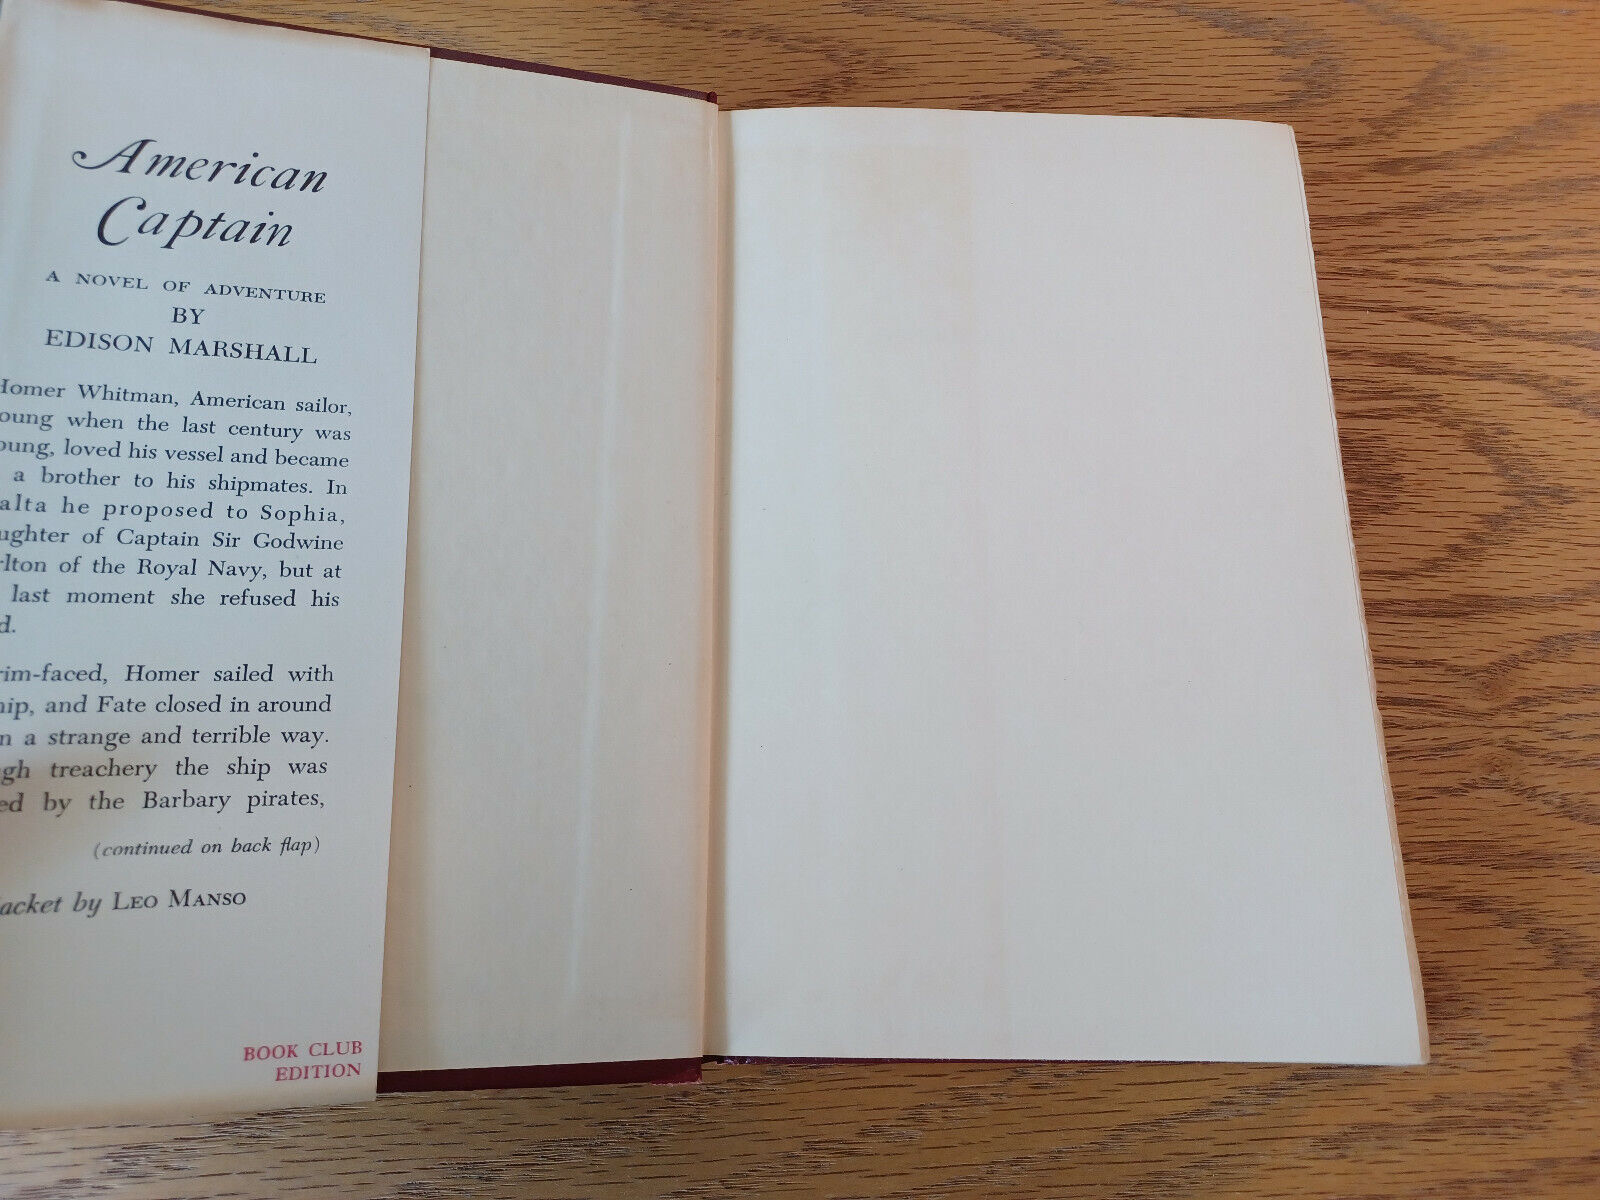 American
Captain
A NOVEL OF ADVENTURE
BY
EDISON MARSHALL
Homer Whitman, American sailor,
oung when the last century was
oung, loved his vessel and became
a brother to his shipmates. In
alta he proposed to Sophia,
ughter of Captain Sir Godwine
rlton of the Royal Navy, but at
last moment she refused his
d.
rim-faced, Homer sailed with
hip, and Fate closed in around
n a strange and terrible way.
ugh treachery the ship was
ed by the Barbary pirates,
(continued on back flap)
Jacket by LEO MANSO
BOOK CLUB
EDITION